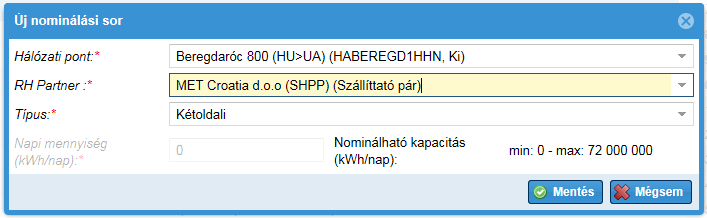 Új nominálási sor
Hálózati pont:* Beregdaróc 800 (HU>UA) (HABEREGD1HHN, Ki)
RH Partner :* MET Croatia d.o.o (SHPP) (Szállíttató pár)
Típus:* Kétoldali
Napi mennyiség (kWh/nap):* 0 Nominálható kapacitás (kWh/nap): min: 0 - max: 72 000 000
Mentés Mégsem